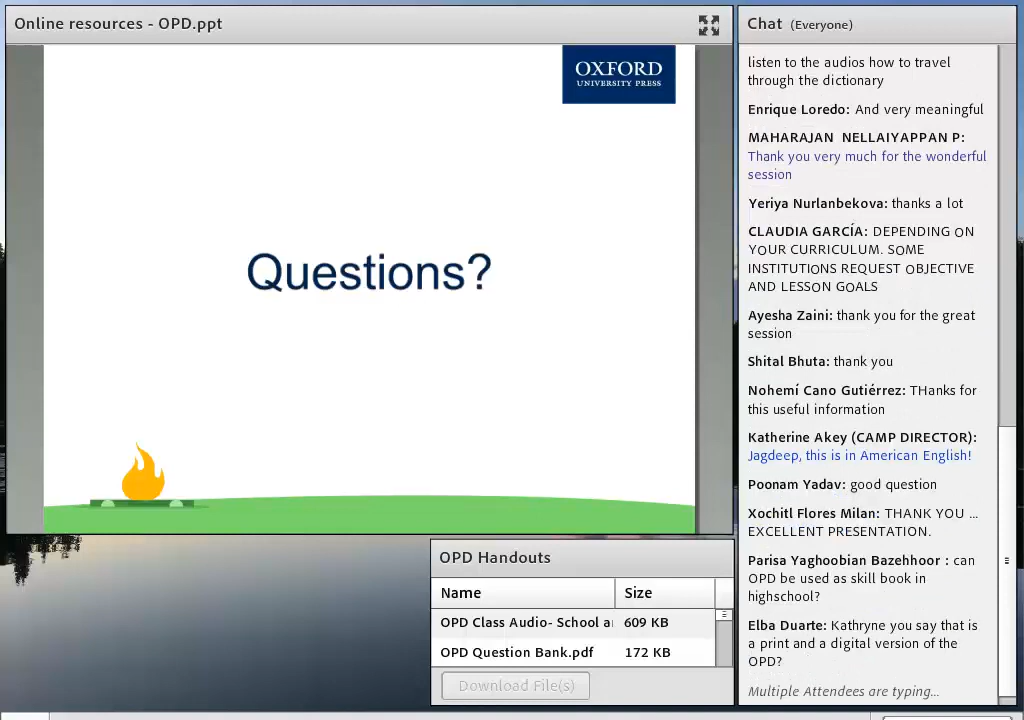 Online resources - OPD.ppt
OXFORD
UNIVERSITY PRESS
Questions?
OPD Handouts
Name Size
OPD Class Audio- School a 609 KB
OPD Question Bank.pdf 172 KB
Download File(s)
Chat (Everyone)
listen to the audios how to travel
through the dictionary
Enrique Loredo: And very meaningful
MAHARAJAN NELLAIYAPPAN P:
Thank you very much for the wonderful
session
Yeriya Nurlanbekova: thanks a lot
CLAUDIA GARCÍA: DEPENDING ON
YOUR CURRICULUM. SOME
INSTITUTIONS REQUEST OBJECTIVE
AND LESSON GOALS
Ayesha Zaini: thank you for the great
session
Shital Bhuta: thank you
Nohemí Cano Gutiérrez: THanks for
this useful information
Katherine Akey (CAMP DIRECTOR):
Jagdeep, this is in American English!
Poonam Yadav: good question
Xochitl Flores Milan: THANK YOU ...
EXCELLENT PRESENTATION.
Parisa Yaghoobian Bazehhoor : can
OPD be used as skill book in
highschool?
Elba Duarte: Kathryne you say that is
a print and a digital version of the
OPD?
Multiple Attendees are typing...